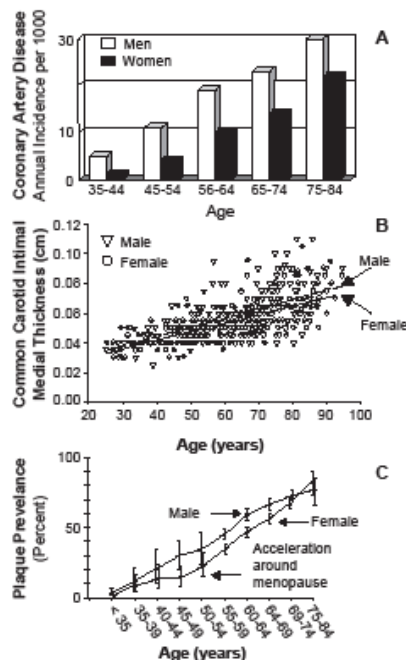 Coronary Artery Disease
Annual Incidence per 1000
30
10
0
Men
Women
A
35-44 45-54 56-64 65-74 75-84
Age
Common Carotid Intimal
Medial Thickness (cm)
0.12
0.10
0.08
0.06
0.04
0.02
0.00
Male
Female
B
Male
Female
20 30 40 50 60 70 80 90 100
Age (years)
Plaque Prevelance
(Percent)
100
50
0
C
Male
Female
Acceleration
around
menopause
< 35 35-39 40-44 45-49 50-54 55-59 60-64 64-69 69-74 75-84
Age (years)